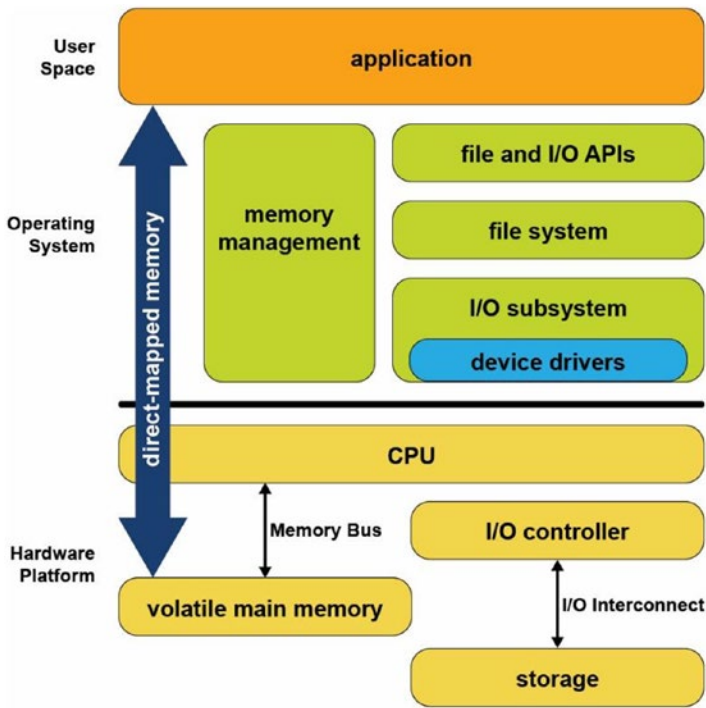 User
Space
application
direct-mapped memory
Operating
System
memory
management
file and I/O APIs
file system
I/O subsystem
device drivers
CPU
Memory Bus
Hardware
Platform
I/O controller
volatile main memory
I/O Interconnect
storage